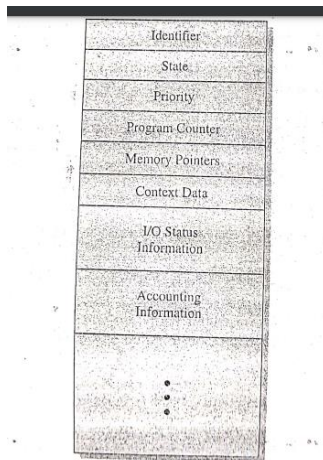 Identifier
State
Priority
Program Counter
Memory Pointers
Context Data
I/O Status
Information
Accounting
Information